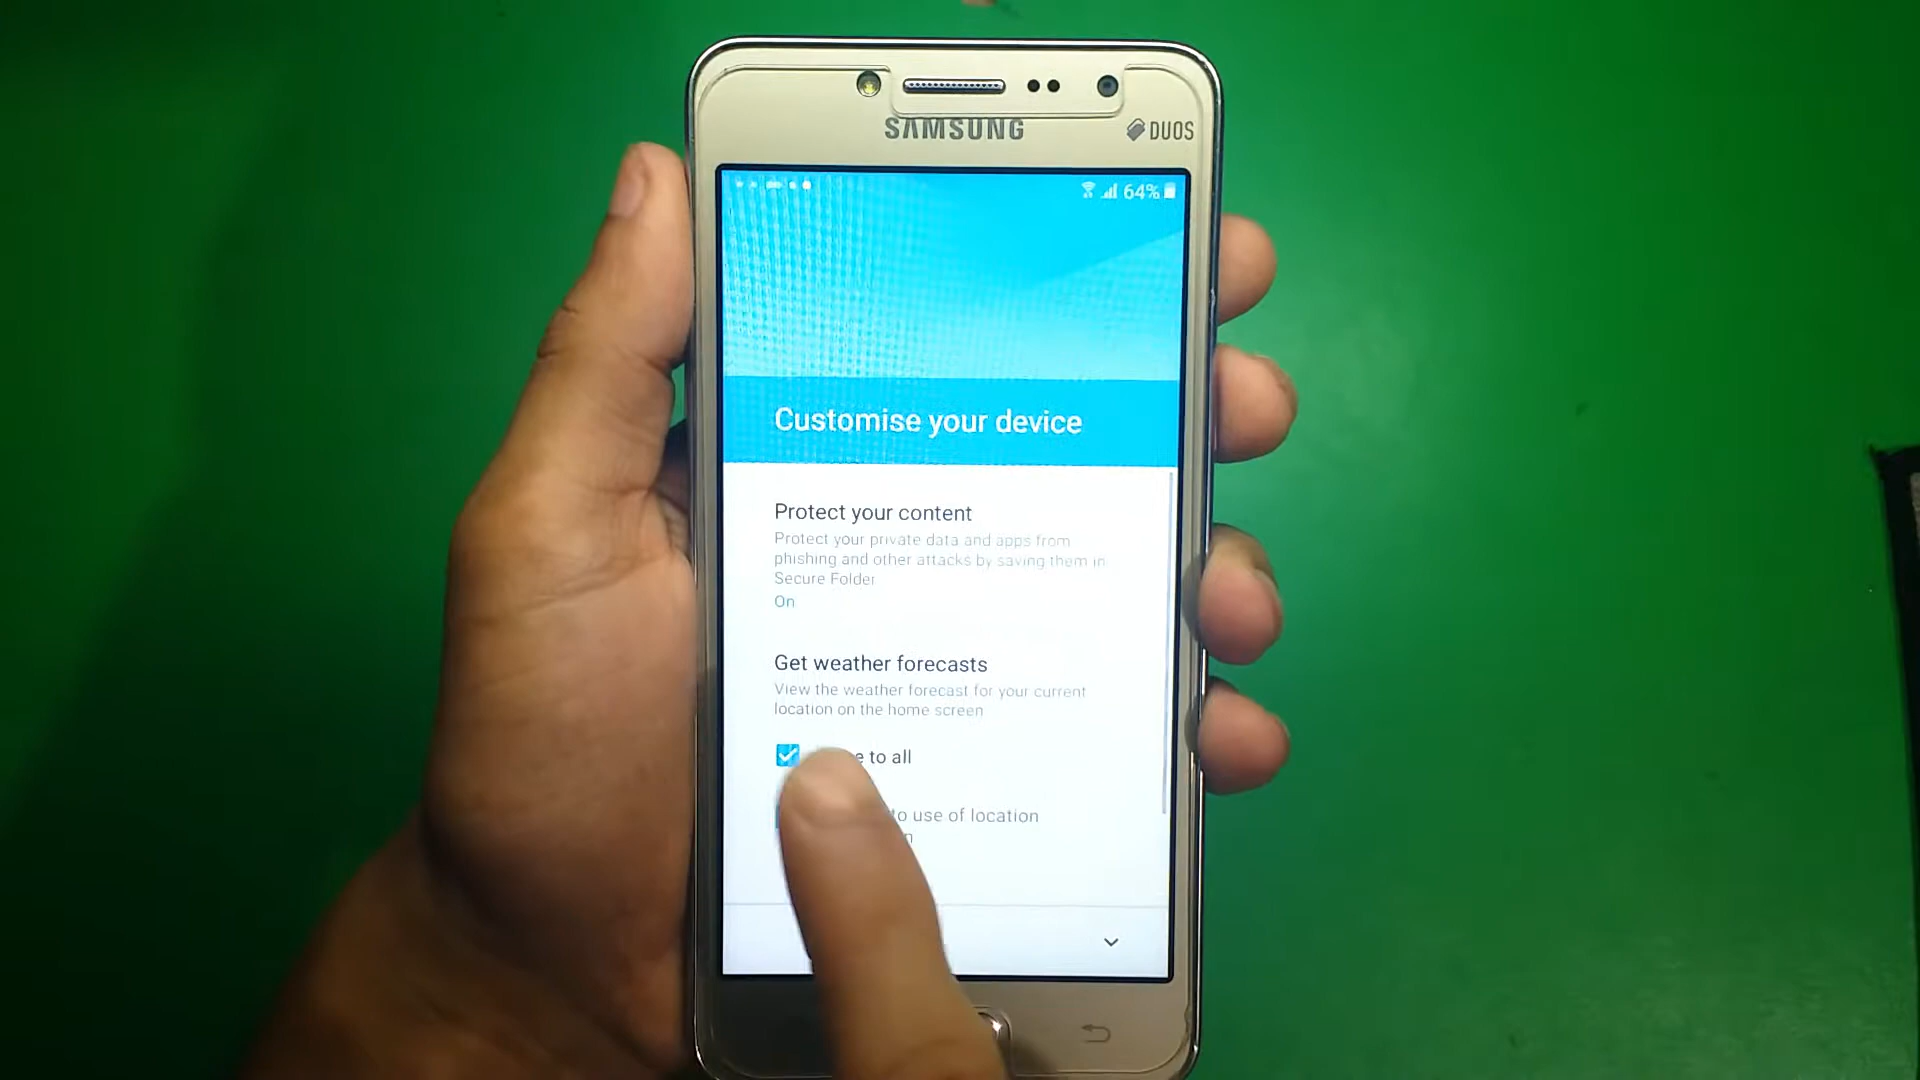 SAMSUNG
DUOS
64%
Customise your device
Protect your content
Protect your private data and apps from
phishing and other attacks by saving them in
Secure Folder
On
Get weather forecasts
View the weather forecast for your current
location on the home screen
to all
to use of location